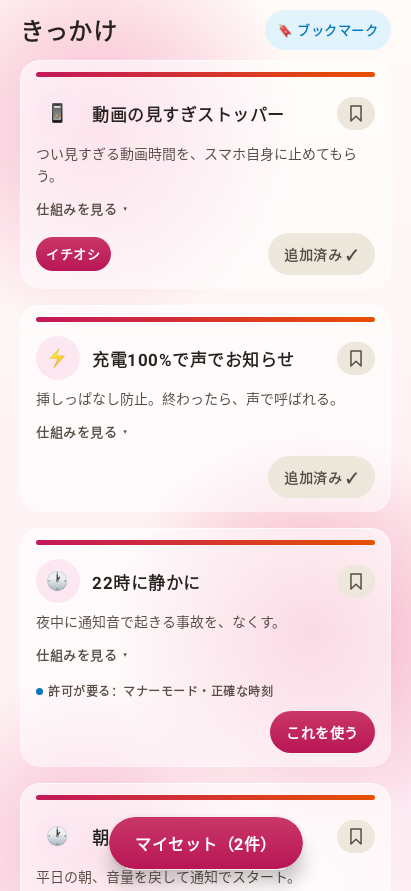 きっかけ
ブックマーク
動画の見すぎストッパー
つい見すぎる動画時間を、スマホ自身に止めてもら
う。
仕組みを見る
イチオシ
追加済み✓
充電100%で声でお知らせ
挿しっぱなし防止。終わったら、声で呼ばれる。
仕組みを見る
追加済み✓
22時に静かに
夜中に通知音で起きる事故を、なくす。
仕組みを見る
許可が要る: マナーモード・正確な時刻
これを使う
朝
マイセット（2件）
平日の朝、音量を戻して通知でスタート。